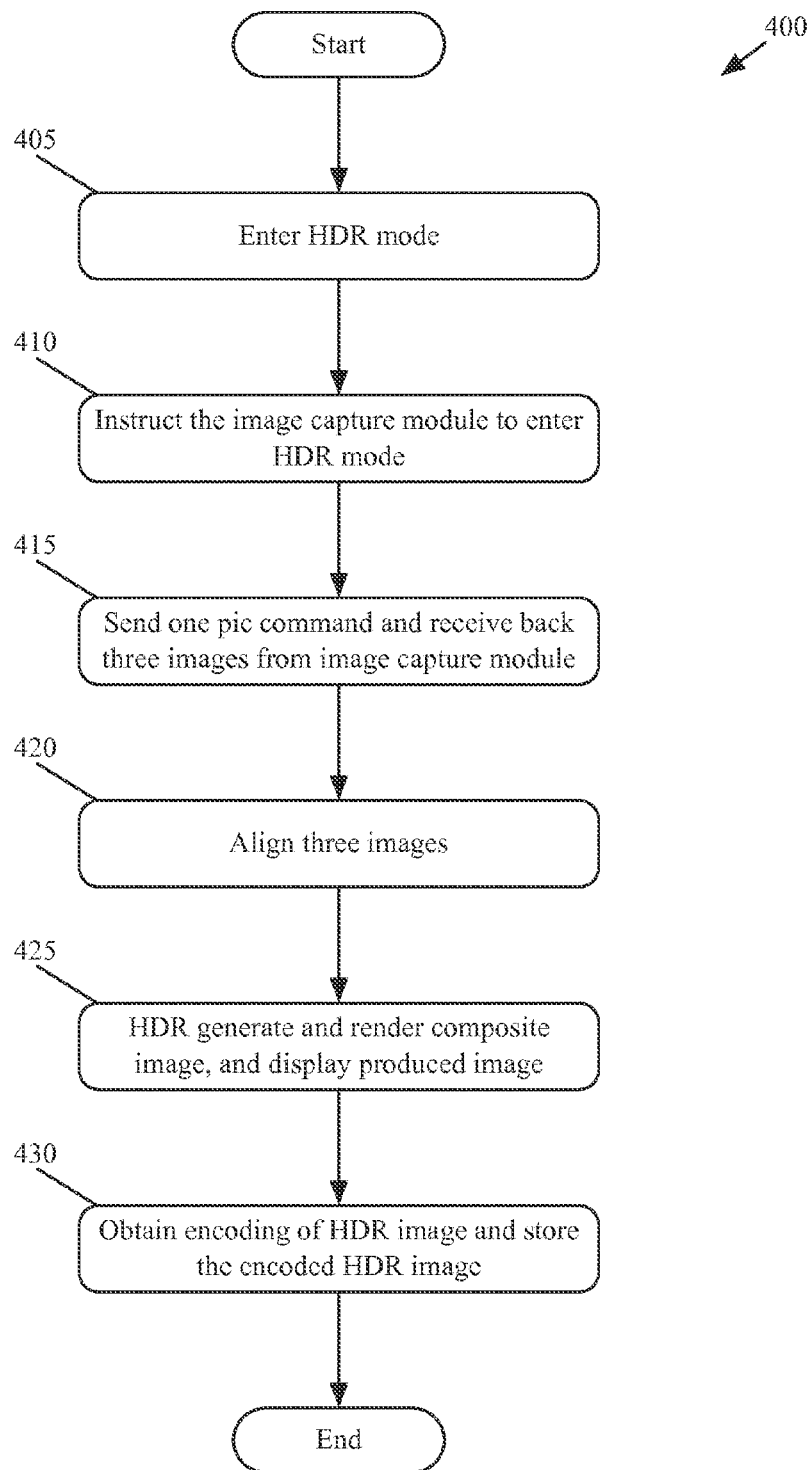 400
Start
405
Enter HDR mode
410
Instruct the image capture module to enter
HDR mode
415
Send one pic command and receive back
three images from image capture module
420
Align three images
425
HDR generate and render composite
image, and display produced image
430
Obtain encoding of HDR image and store
the encoded HDR image
End